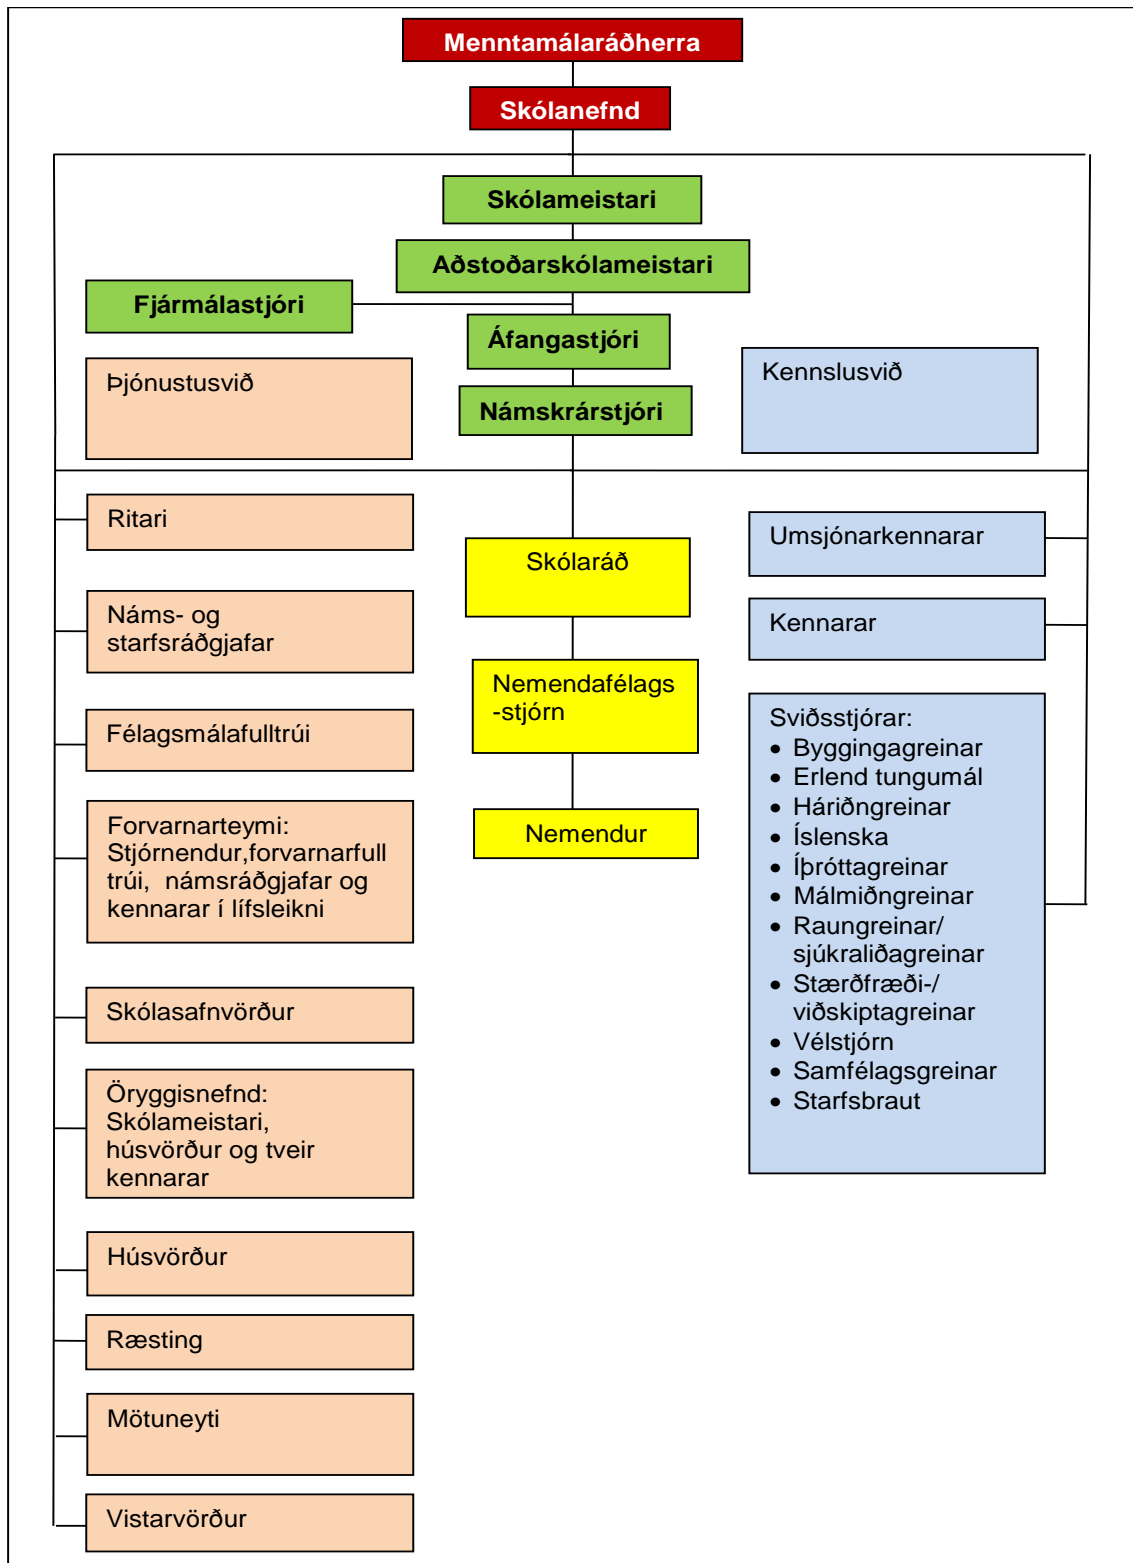 Menntamálaráðherra
Skólanefnd
Skólameistari
Aðstoðarskólameistari
Fjármálastjóri
Áfangastjóri
Námskrárstjóri
Þjónustusvið
Kennslusvið
Ritari
Náms- og
starfsráðgjafar
Félagsmálafulltrúi
Forvarnarteymi:
Stjórnendur,forvarnarfull
trúi,  námsráðgjafar og
kennarar í lífsleikni
Skólasafnvörður
Öryggisnefnd:
Skólameistari,
húsvörður og tveir
kennarar
Húsvörður
Ræsting
Mötuneyti
Vistarvörður
Skólaráð
Nemendafélags
-stjórn
Nemendur
Umsjónarkennarar
Kennarar
Sviðsstjórar:
• Byggingagreinar
• Erlend tungumál
• Háriðngreinar
• Íslenska
• Íþróttagreinar
• Málmiðngreinar
• Raungreinar/
sjúkraliðagreinar
• Stærðfræði-/
viðskiptagreinar
• Vélstjórn
• Samfélagsgreinar
• Starfsbraut